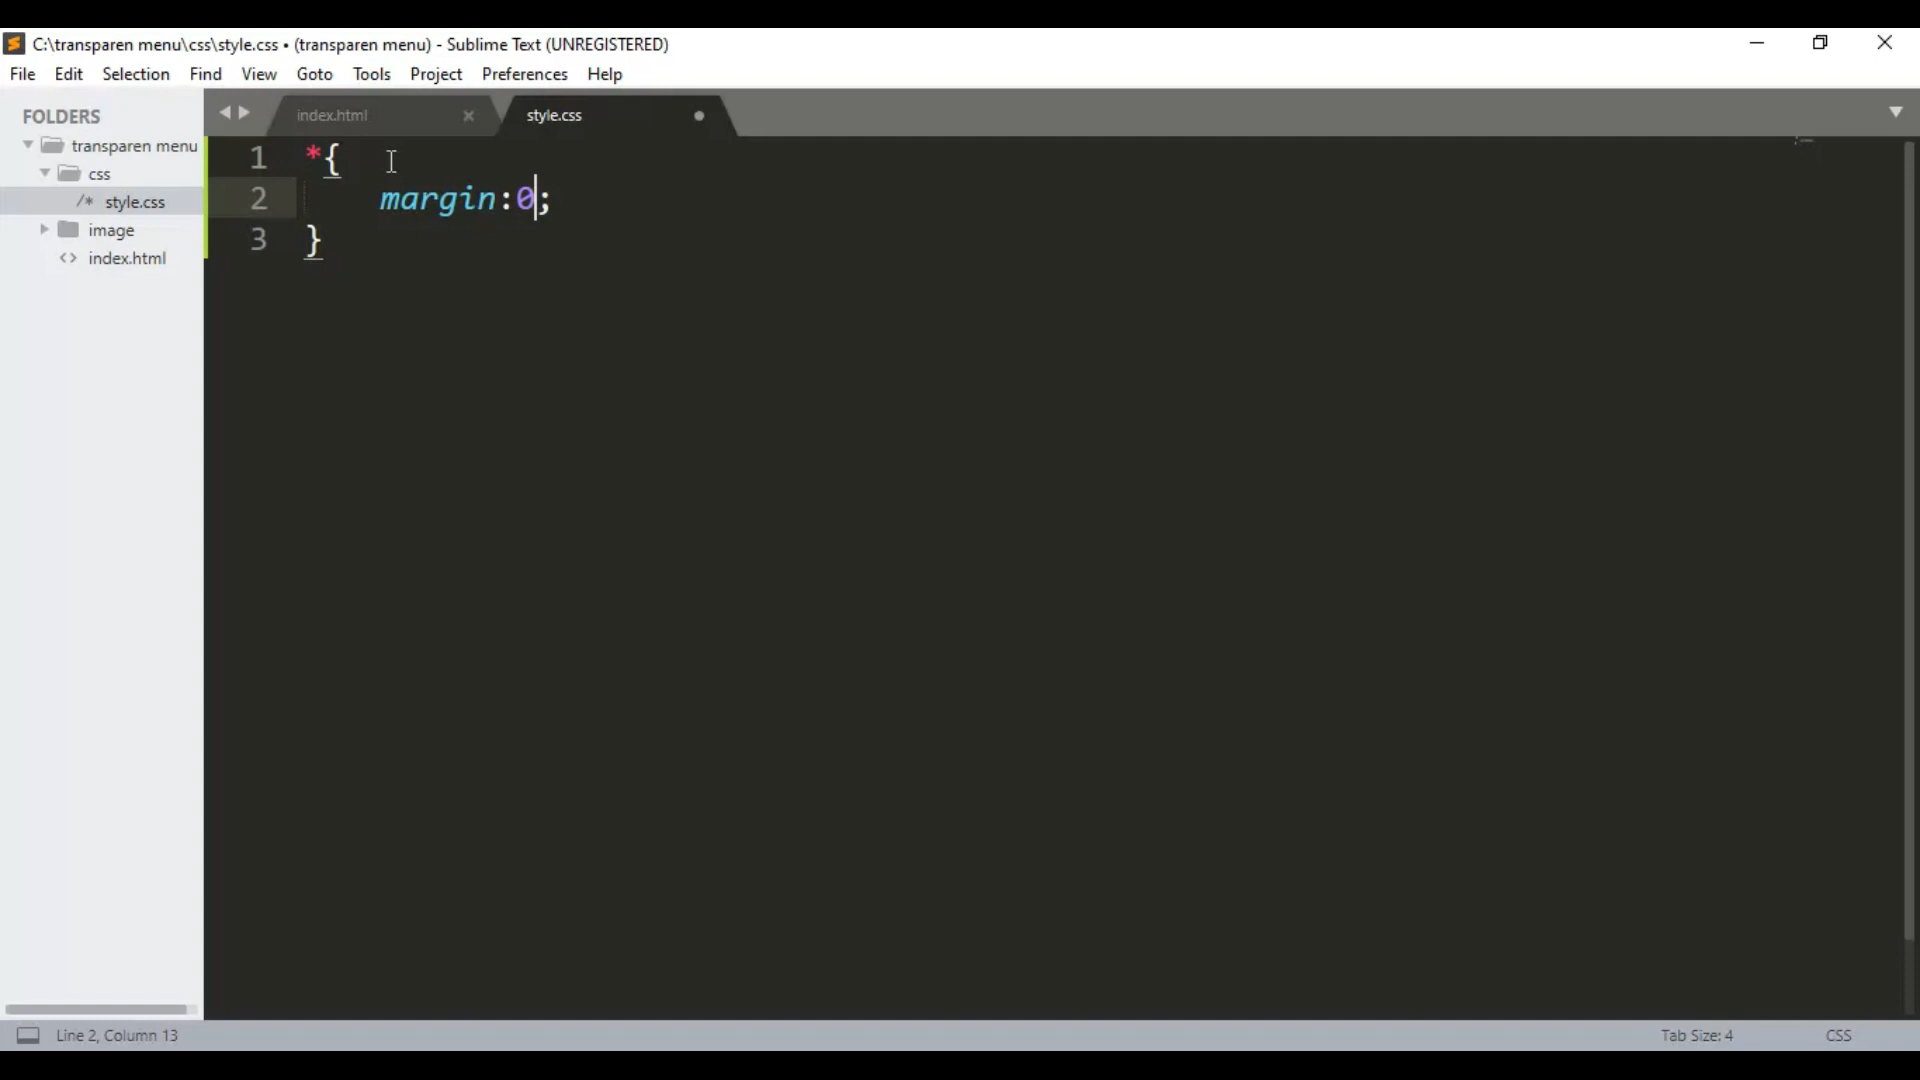 C:\transparen menu\css\style.css • (transparen menu) - Sublime Text (UNREGISTERED)
File Edit Selection Find View Goto Tools Project Preferences Help
FOLDERS
transparen menu
css
/* style.css
image
<> index.html
index.html
style.css
1 *{
2 margin:0;
3 }
Line 2, Column 13
Tab Size: 4
CSS